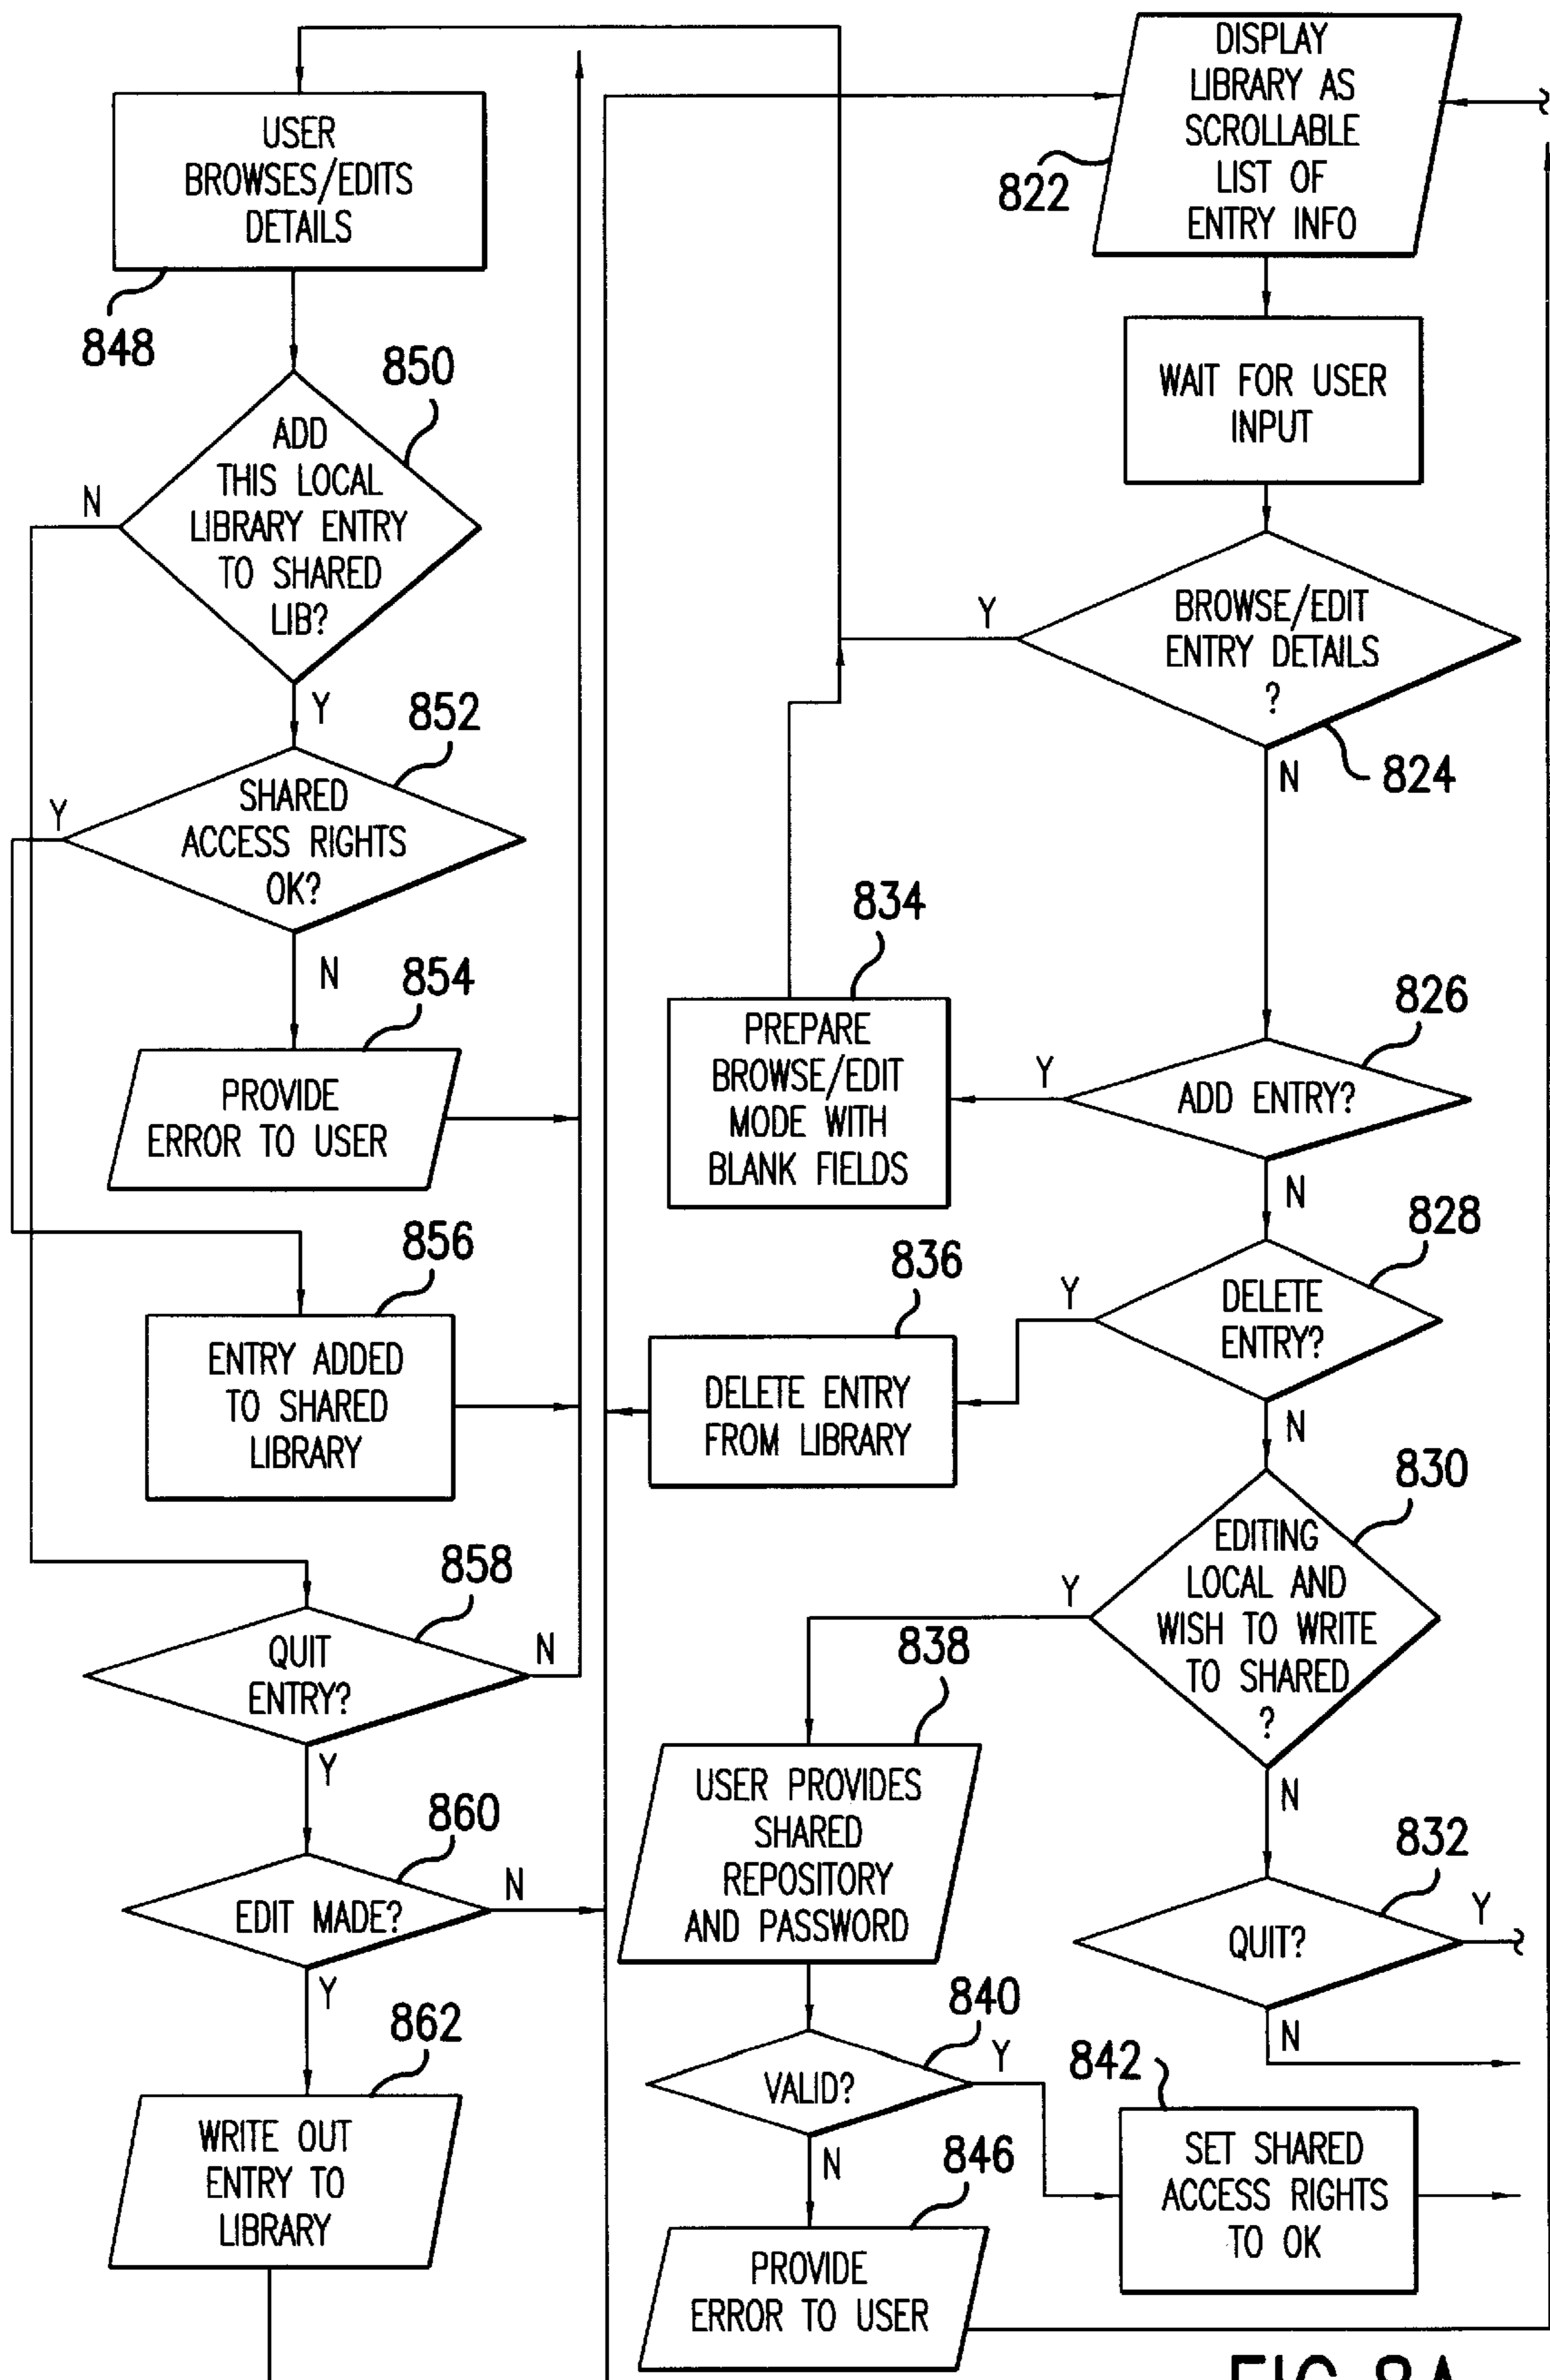 USER
BROWSES/EDITS
DETAILS
848
850
ADD
THIS LOCAL
LIBRARY ENTRY
TO SHARED
LIB?
N
Y
852
SHARED
ACCESS RIGHTS
OK?
Y
N
854
PROVIDE
ERROR TO USER
856
ENTRY ADDED
TO SHARED
LIBRARY
858
QUIT
ENTRY?
N
Y
860
EDIT MADE?
N
Y
862
WRITE OUT
ENTRY TO
LIBRARY
DISPLAY
LIBRARY AS
SCROLLABLE
LIST OF
ENTRY INFO
822
WAIT FOR USER
INPUT
BROWSE/EDIT
ENTRY DETAILS
?
Y
N
824
834
PREPARE
BROWSE/EDIT
MODE WITH
BLANK FIELDS
826
ADD ENTRY?
Y
N
828
DELETE
ENTRY?
Y
N
836
DELETE ENTRY
FROM LIBRARY
830
EDITING
LOCAL AND
WISH TO WRITE
TO SHARED
?
Y
N
838
USER PROVIDES
SHARED
REPOSITORY
AND PASSWORD
832
QUIT?
Y
N
840
VALID?
Y
N
842
SET SHARED
ACCESS RIGHTS
TO OK
846
PROVIDE
ERROR TO USER
FIG.8A